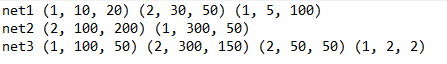 net1 (1, 10, 20) (2, 30, 50) (1, 5, 100)
net2 (2, 100, 200) (1, 300, 50)
net3 (1, 100, 50) (2, 300, 150) (2, 50, 50) (1, 2, 2)